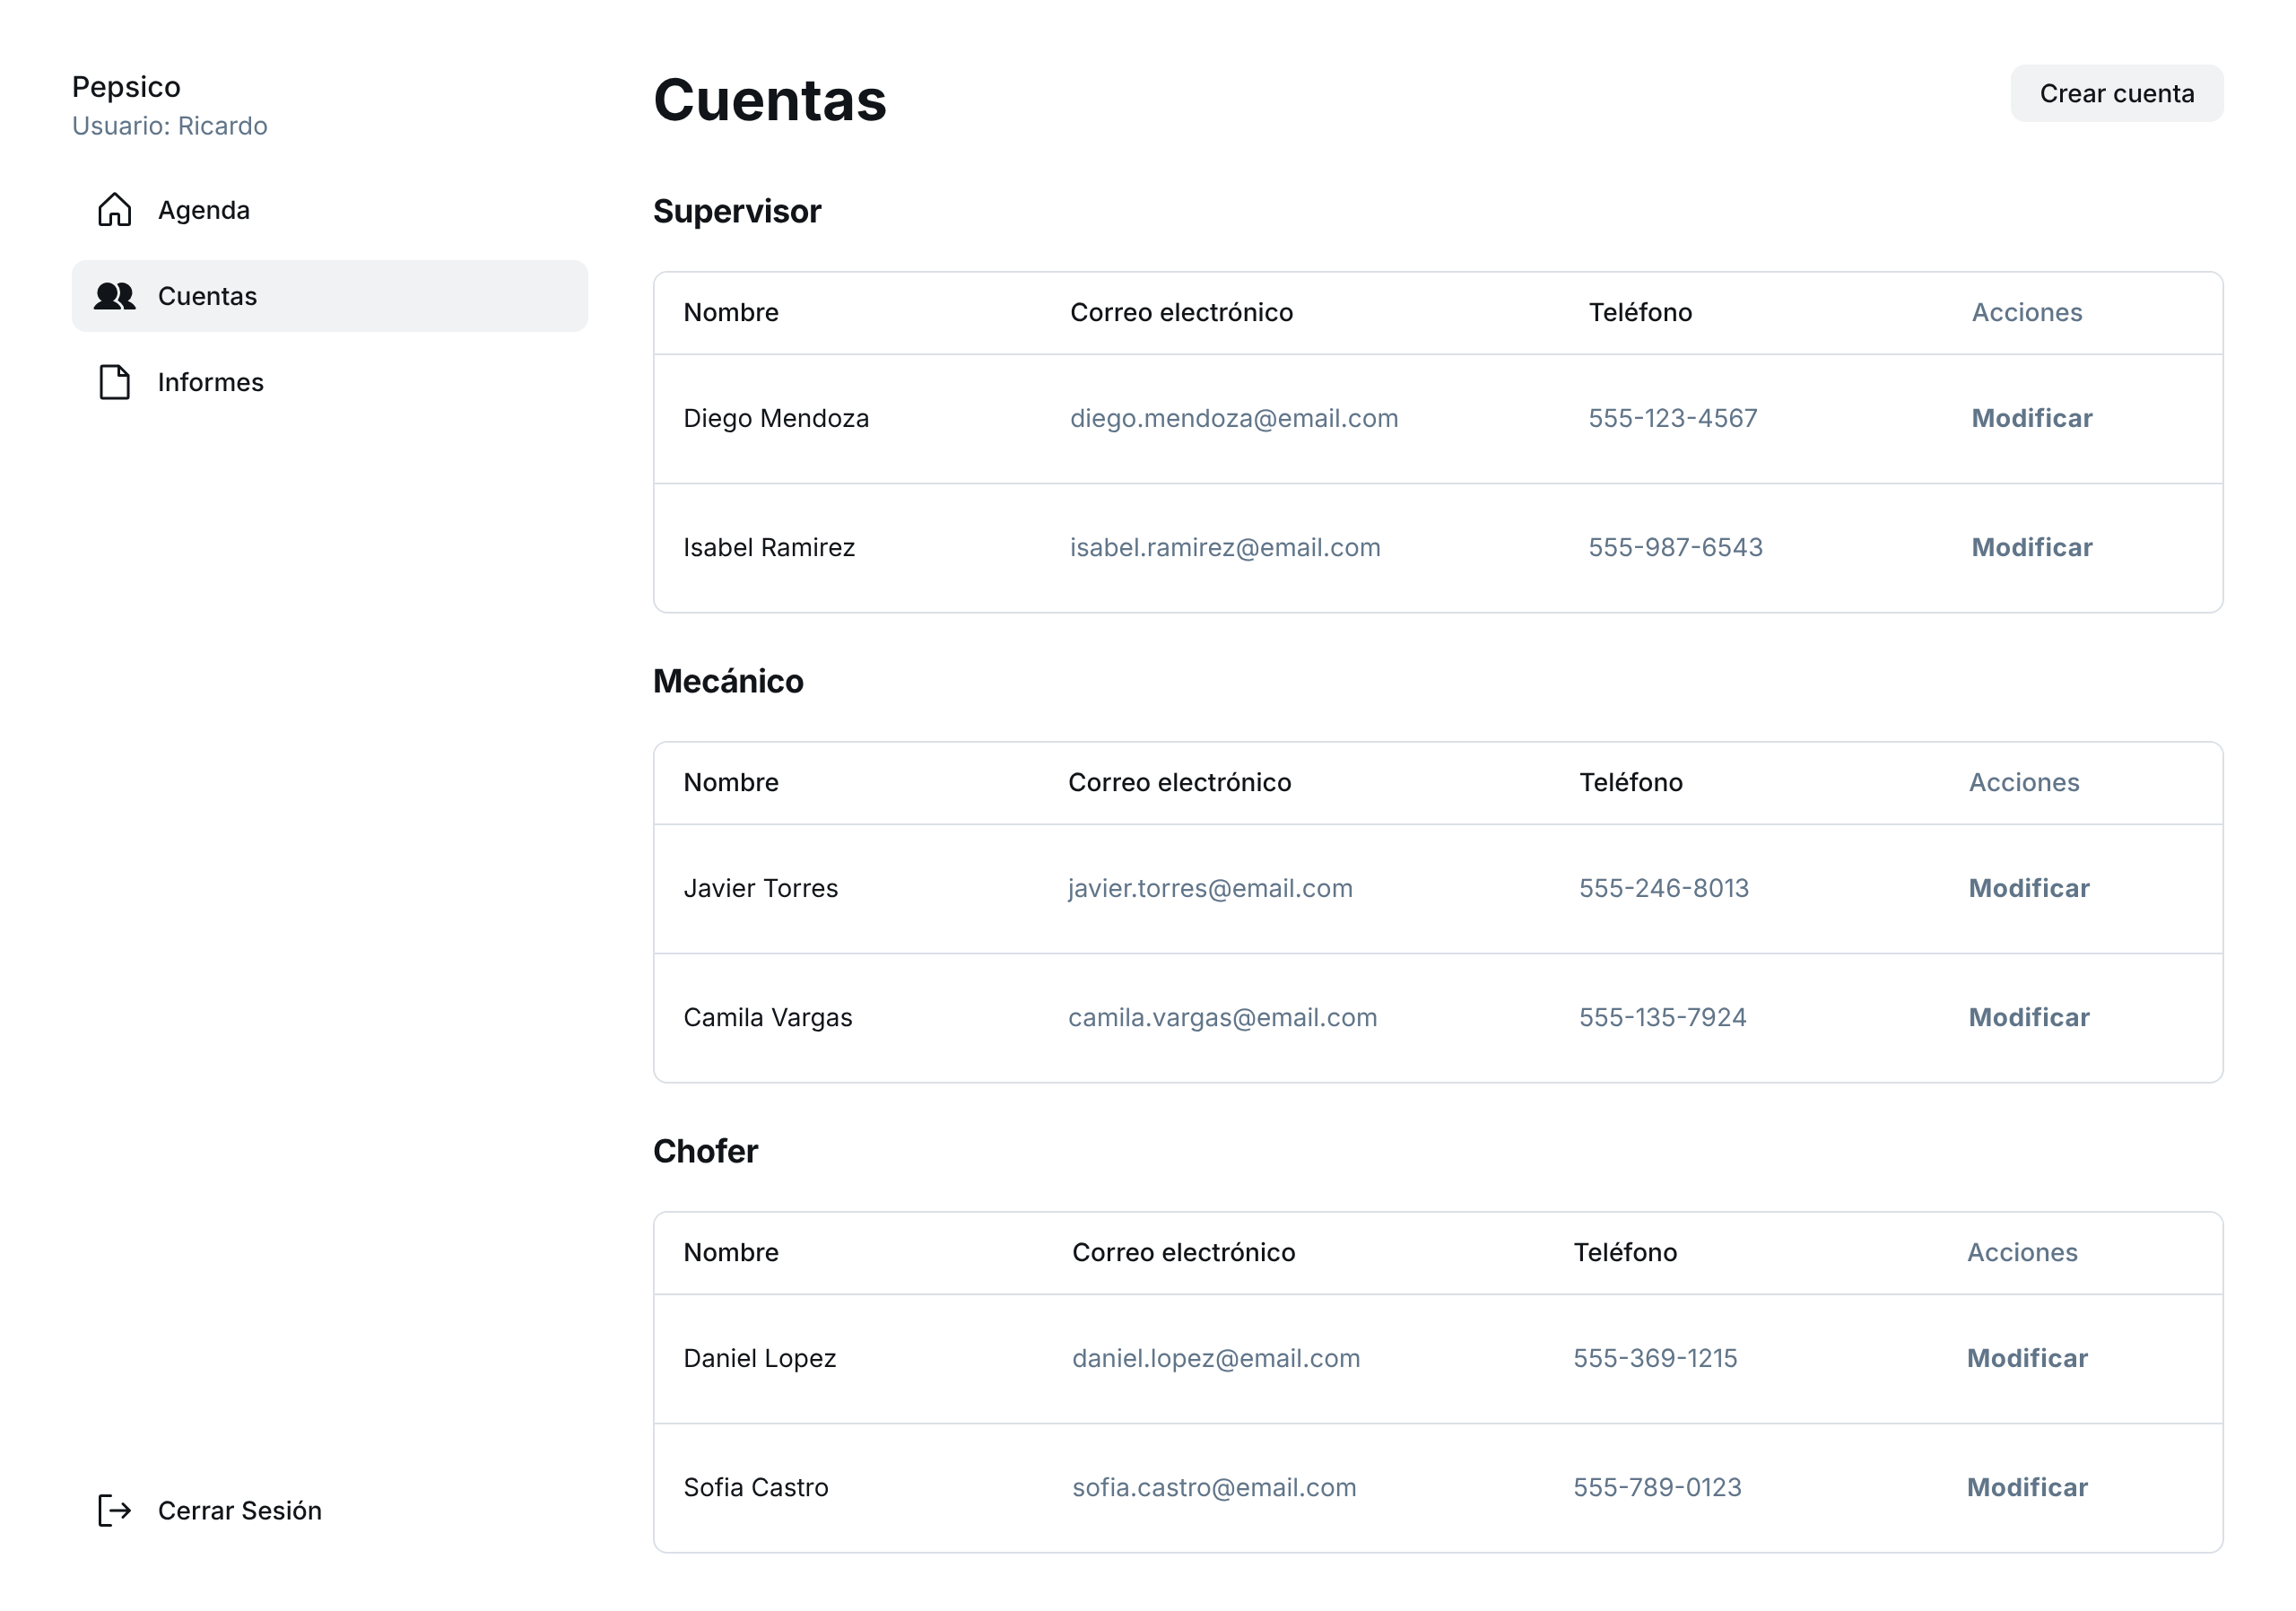 Pepsico
Usuario: Ricardo
Agenda
Cuentas
Informes
Cerrar Sesión
Cuentas
Crear cuenta
Supervisor
Nombre Correo electrónico Teléfono Acciones
Diego Mendoza diego.mendoza@email.com 555-123-4567 Modificar
Isabel Ramirez isabel.ramirez@email.com 555-987-6543 Modificar
Mecánico
Nombre Correo electrónico Teléfono Acciones
Javier Torres javier.torres@email.com 555-246-8013 Modificar
Camila Vargas camila.vargas@email.com 555-135-7924 Modificar
Chofer
Nombre Correo electrónico Teléfono Acciones
Daniel Lopez daniel.lopez@email.com 555-369-1215 Modificar
Sofia Castro sofia.castro@email.com 555-789-0123 Modificar